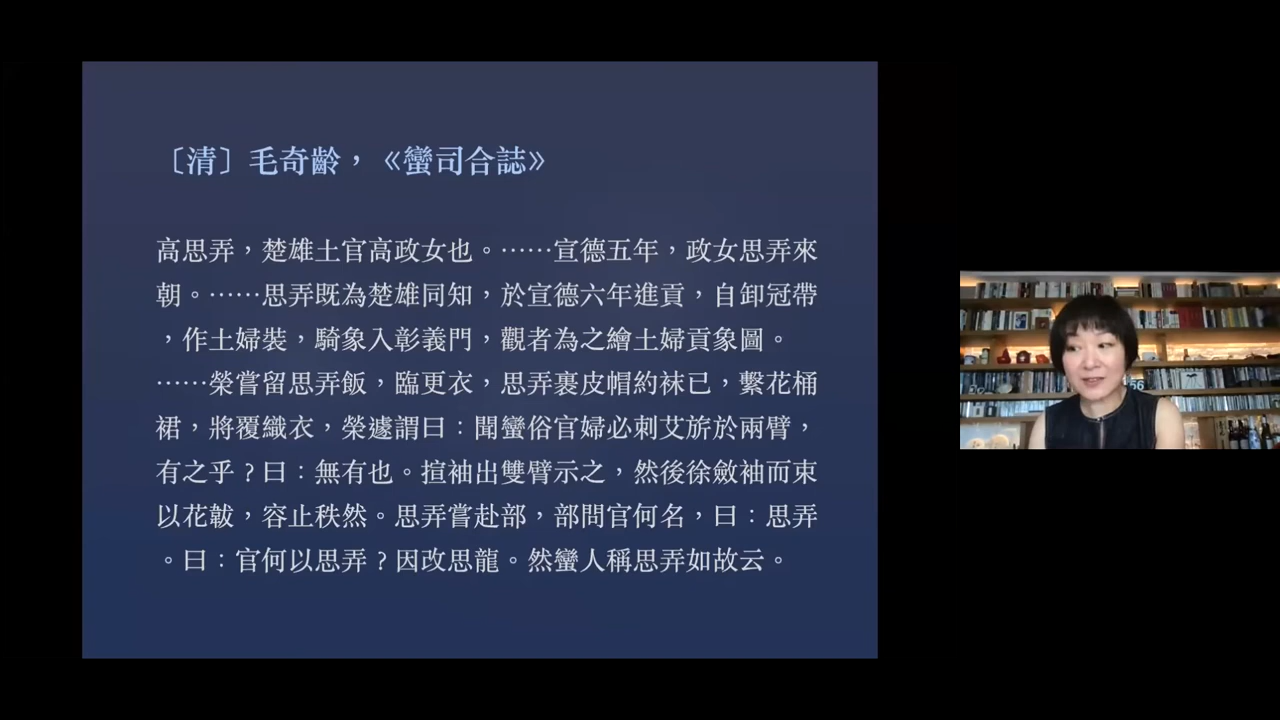 〔清〕毛奇齡，《蠻司合誌》
高思弄，楚雄土官高政女也。⋯⋯宣德五年，政女思弄來
朝。⋯⋯思弄既為楚雄同知，於宣德六年進貢，自卸冠帶
，作土婦裝，騎象入彰義門，觀者為之繪土婦貢象圖。
⋯⋯榮嘗留思弄飯，臨更衣，思弄裹皮帽約袜已，繫花桶
裙，將覆織衣，榮遽謂曰：聞蠻俗官婦必刺艾旂於兩臂，
有之乎？曰：無有也。揎袖出雙臂示之，然後徐斂袖而束
以花韍，容止秩然。思弄嘗赴部，部問官何名，曰：思弄
。曰：官何以思弄？因改思龍。然蠻人稱思弄如故云。